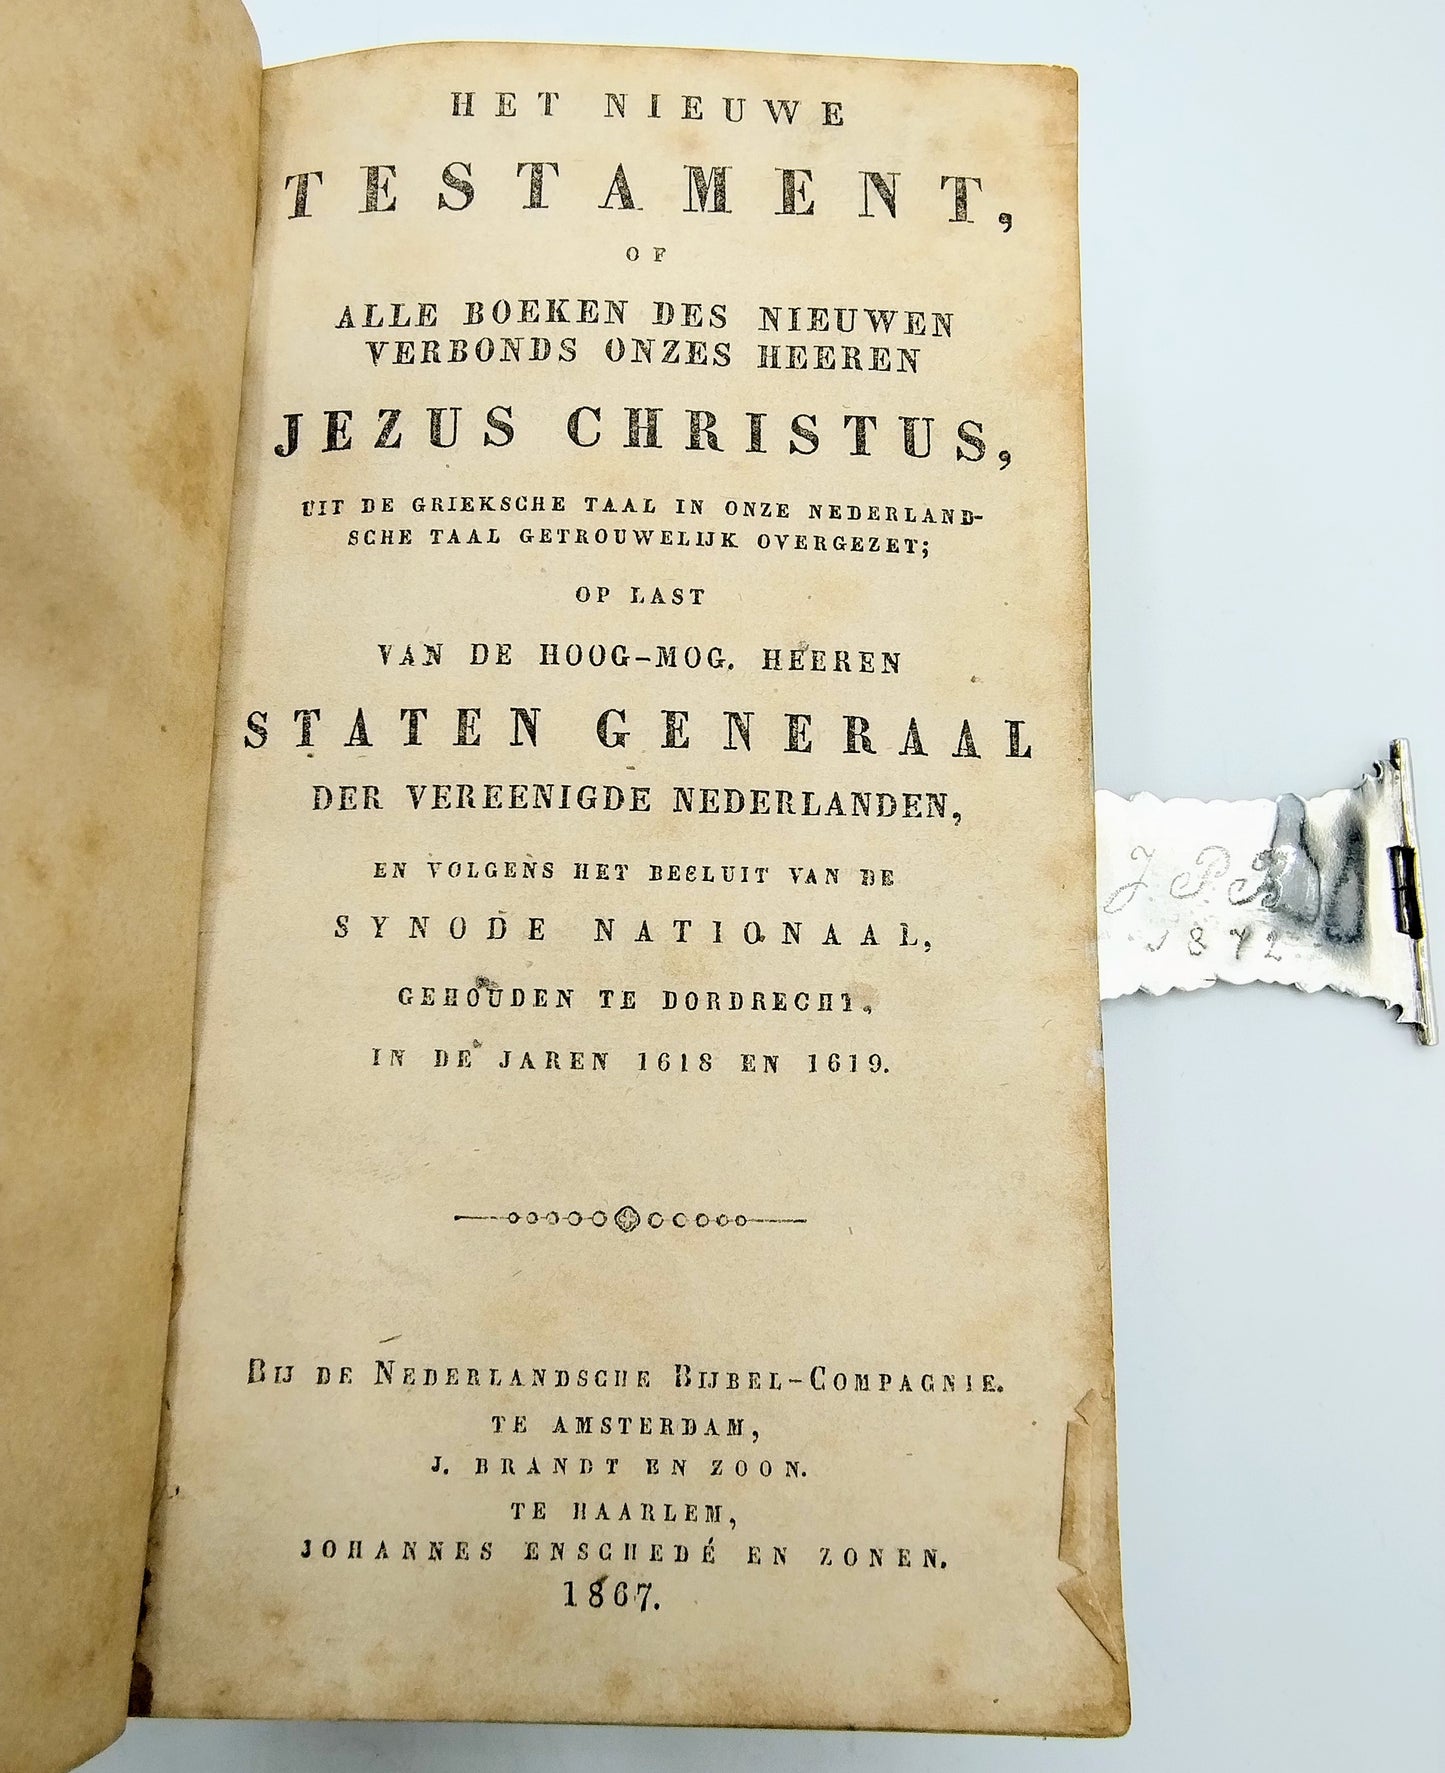 HET NIEUWE
TESTAMENT,
OF
ALLE BOEKEN DES NIEUWEN
VERBONDS ONZES HEEREN
JEZUS CHRISTUS,
UIT DE GRIEKSCHE TAAL IN ONZE NEDERLAND-
SCHE TAAL GETROUWELIJK OVERGEZET;
OP LAST
VAN DE HOOG-MOG. HEEREN
STATEN GENERAAL
DER VEREENIGDE NEDERLANDEN,
EN VOLGENS HET BESLUIT VAN DE
SYNODE NATIONAAL,
GEHOUDEN TE DORDRECHT,
IN DE JAREN 1618 EN 1619.
BIJ DE NEDERLANDSCHE BIJBEL-COMPAGNIE.
TE AMSTERDAM,
J. BRANDT EN ZOON.
TE HAARLEM,
JOHANNES ENSCHEDÉ EN ZONEN.
1867.
J. P. B
1872